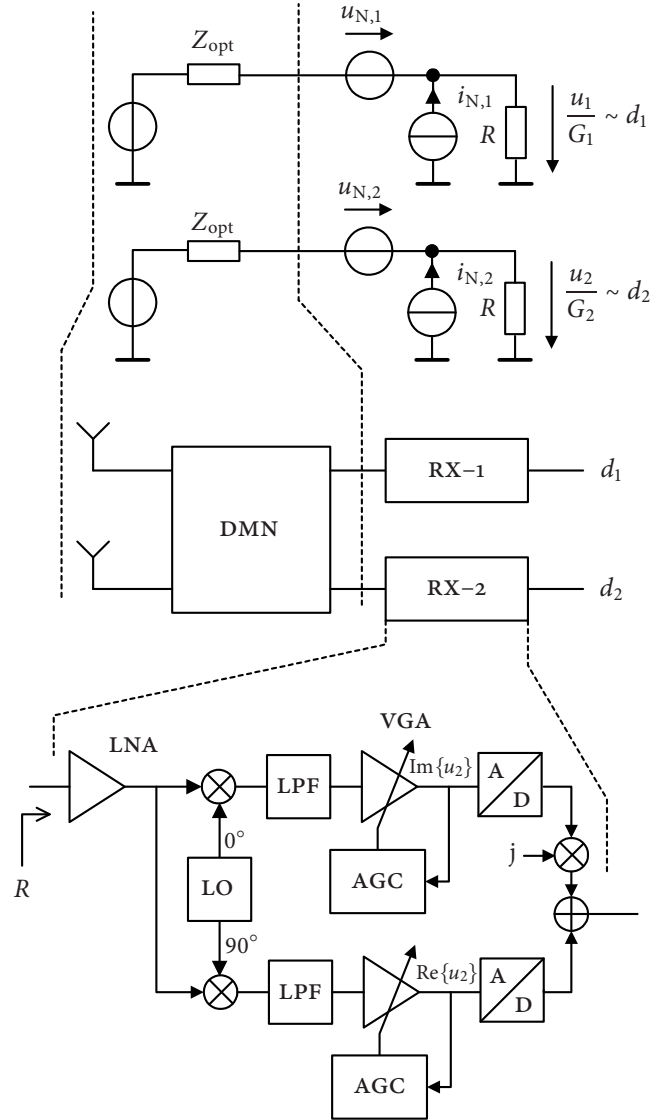 u_N,1
Z_opt
i_N,1
R
u_1/G_1 ~ d_1
u_N,2
Z_opt
i_N,2
R
u_2/G_2 ~ d_2
DMN
RX–1
d_1
RX–2
d_2
LNA
VGA
Im{u_2}
LPF
A
D
0°
R
LO
AGC
j
90°
Re{u_2}
LPF
A
D
AGC